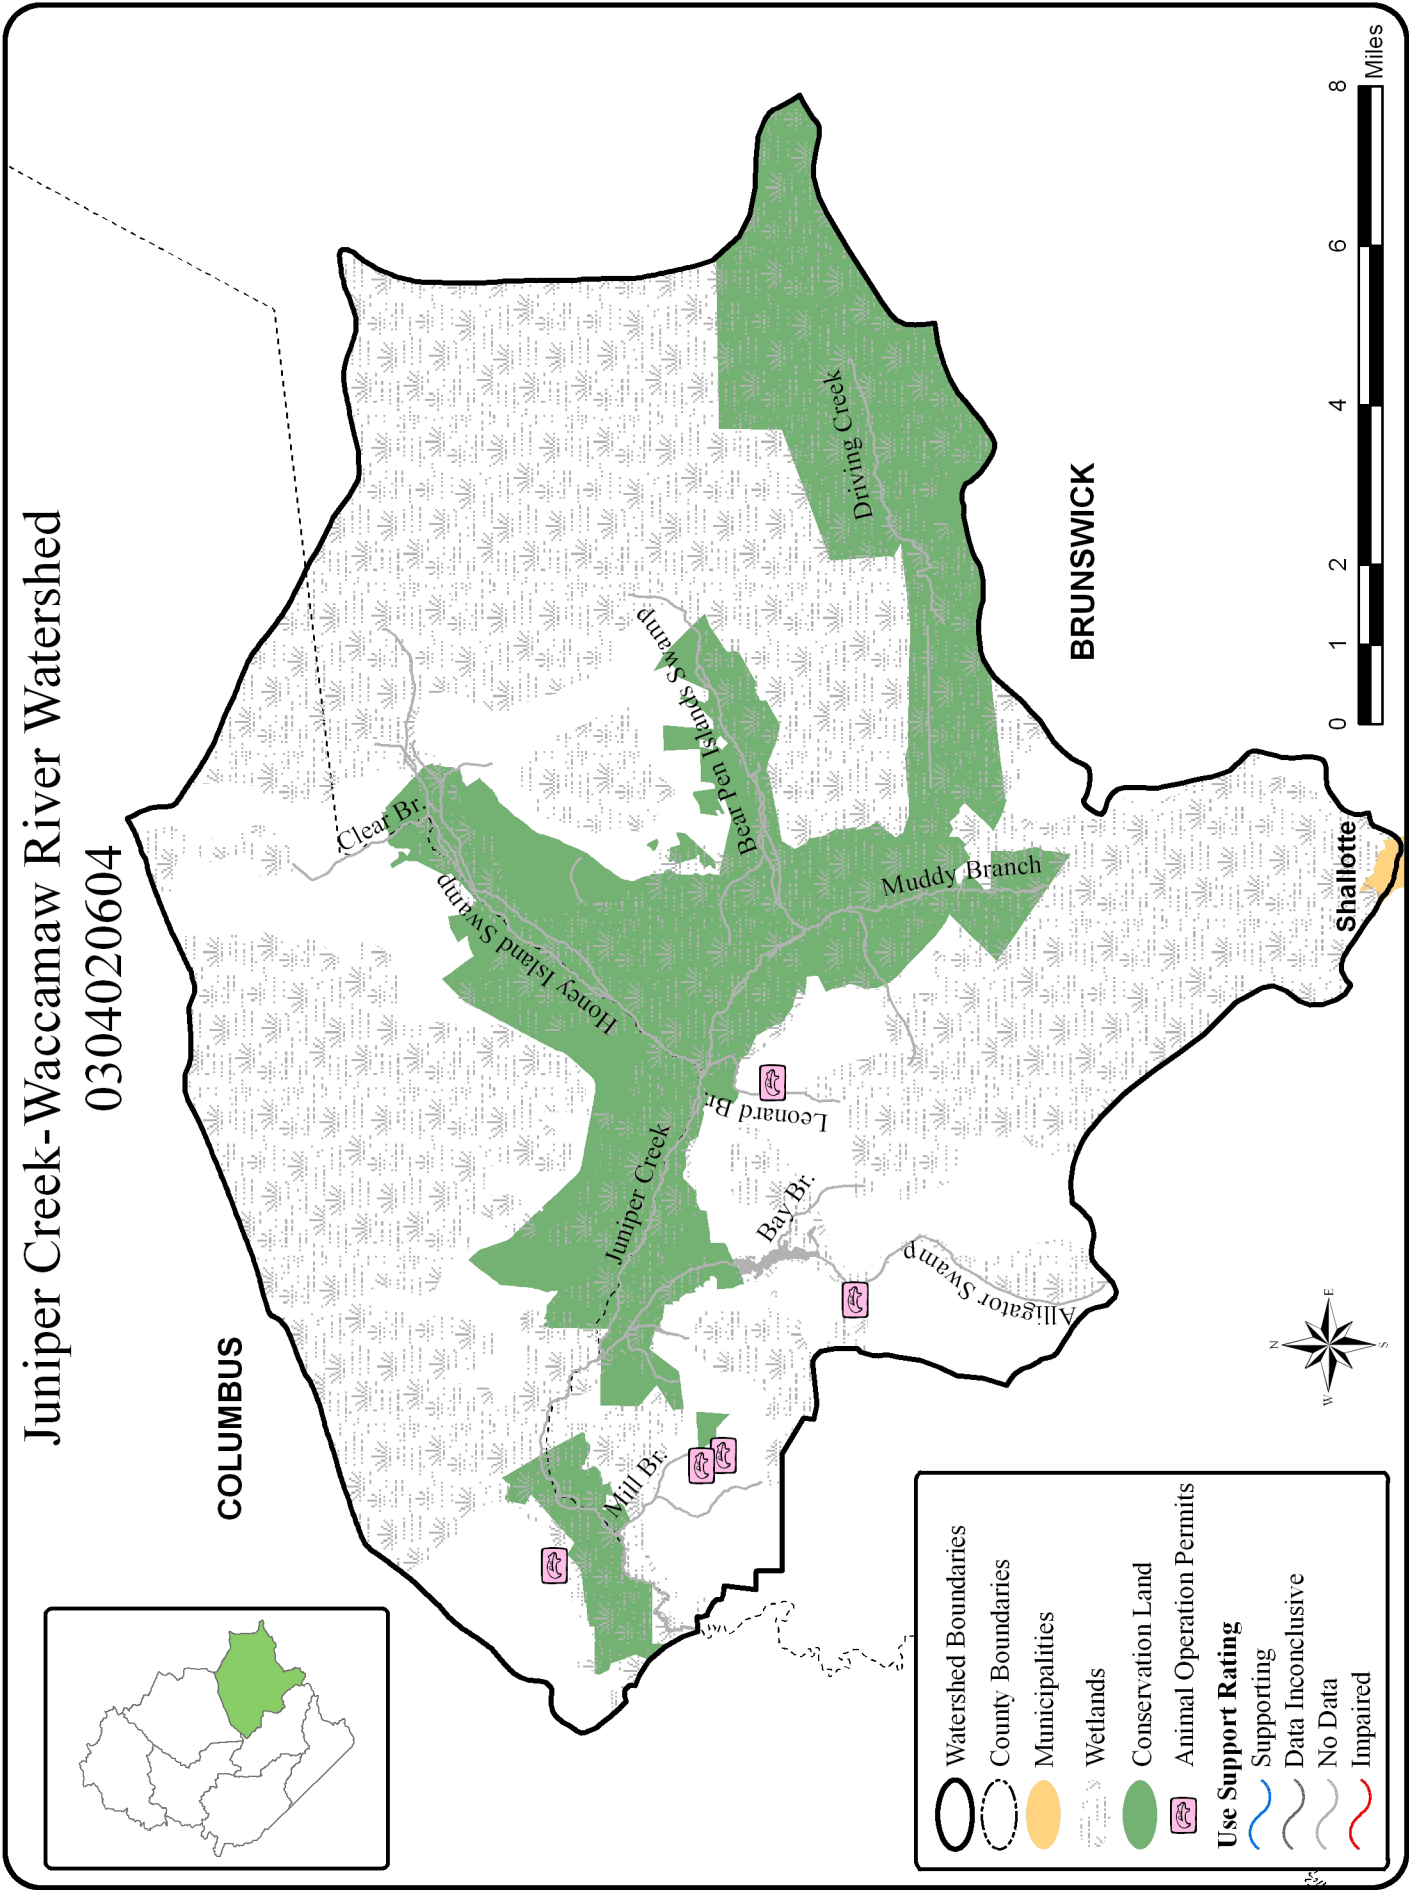 Juniper Creek-Waccamaw River Watershed
0304020604
COLUMBUS
BRUNSWICK
Clear Br.
Honey Island Swamp
Bear Pen Islands Swamp
Driving Creek
Muddy Branch
Juniper Creek
Leonard Br.
Bay Br.
Alligator Swamp
Mill Br.
Shallotte
N
E
S
W
0 1 2 4 6 8
Miles
Watershed Boundaries
County Boundaries
Municipalities
Wetlands
Conservation Land
Animal Operation Permits
Use Support Rating
Supporting
Data Inconclusive
No Data
Impaired